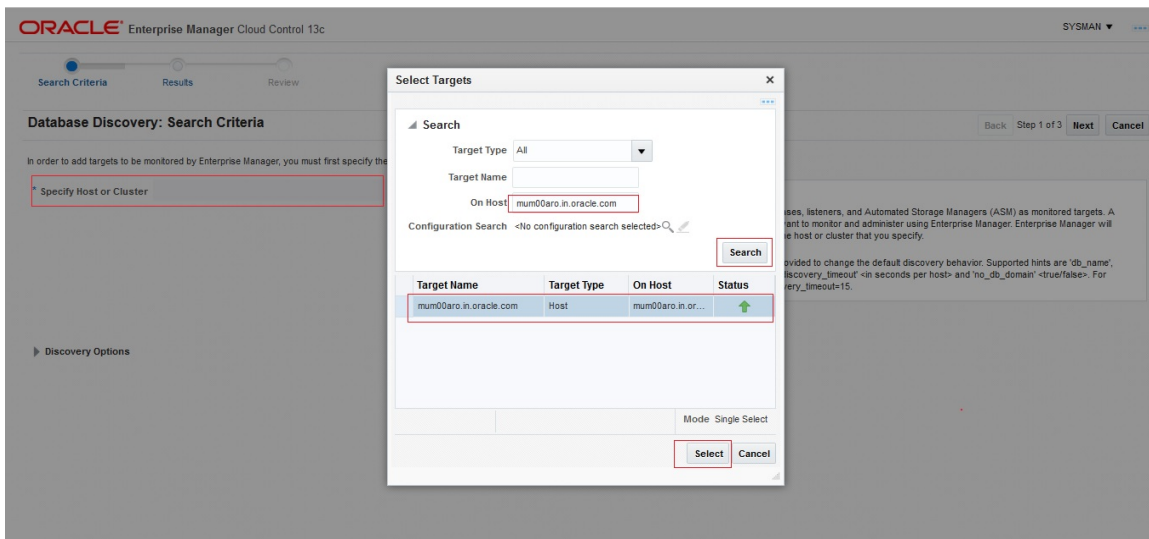 ORACLE Enterprise Manager Cloud Control 13c
SYSMAN
Search Criteria Results Review
Database Discovery: Search Criteria
Back Step 1 of 3 Next Cancel
In order to add targets to be monitored by Enterprise Manager, you must first specify the
* Specify Host or Cluster
Discovery Options
Select Targets
Search
Target Type All
Target Name
On Host mum00aro.in.oracle.com
Configuration Search <No configuration search selected>
Search
Target Name Target Type On Host Status
mum00aro.in.oracle.com Host mum00aro.in.or...
Mode Single Select
Select Cancel
ses, listeners, and Automated Storage Managers (ASM) as monitored targets. A
ant to monitor and administer using Enterprise Manager. Enterprise Manager will
e host or cluster that you specify.
ovided to change the default discovery behavior. Supported hints are 'db_name',
iscovery_timeout' <in seconds per host> and 'no_db_domain' <true/false>. For
very_timeout=15.